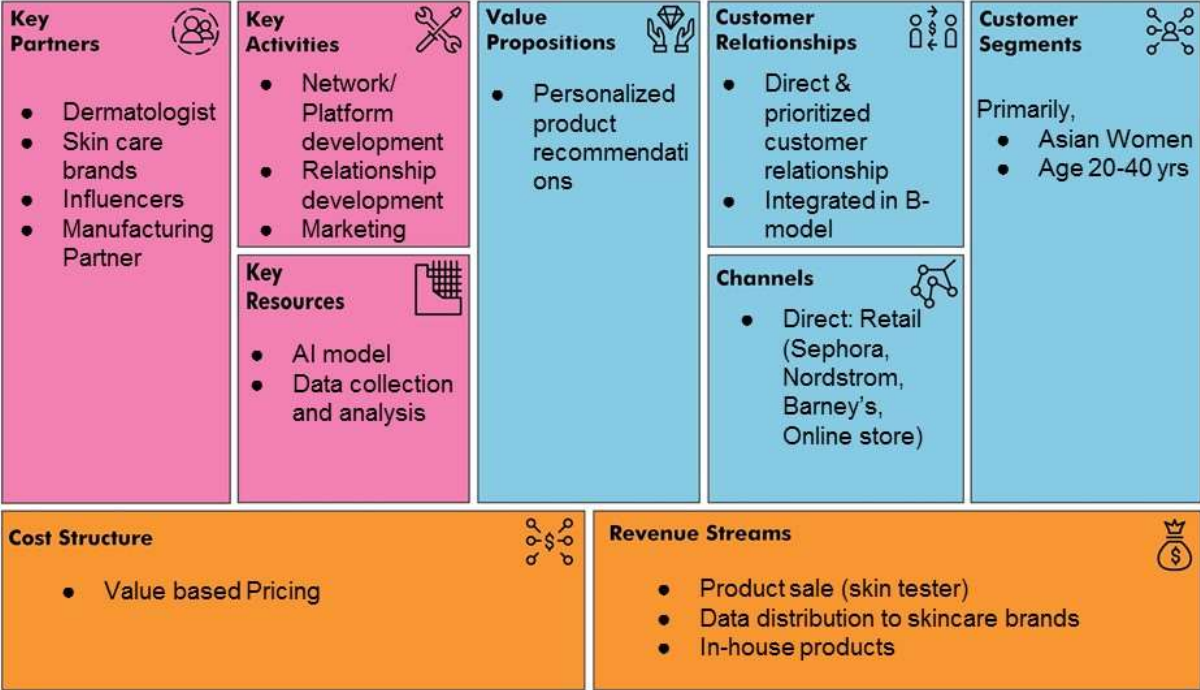 Key
Partners
Dermatologist
Skin care
brands
Influencers
Manufacturing
Partner
Key
Activities
Network/
Platform
development
Relationship
development
Marketing
Key
Resources
AI model
Data collection
and analysis
Value
Propositions
Personalized
product
recommendati
ons
Customer
Relationships
Direct &
prioritized
customer
relationship
Integrated in B-
model
Channels
Direct: Retail
(Sephora,
Nordstrom,
Barney's,
Online store)
Customer
Segments
Primarily,
Asian Women
Age 20-40 yrs
Cost Structure
Value based Pricing
Revenue Streams
Product sale (skin tester)
Data distribution to skincare brands
In-house products